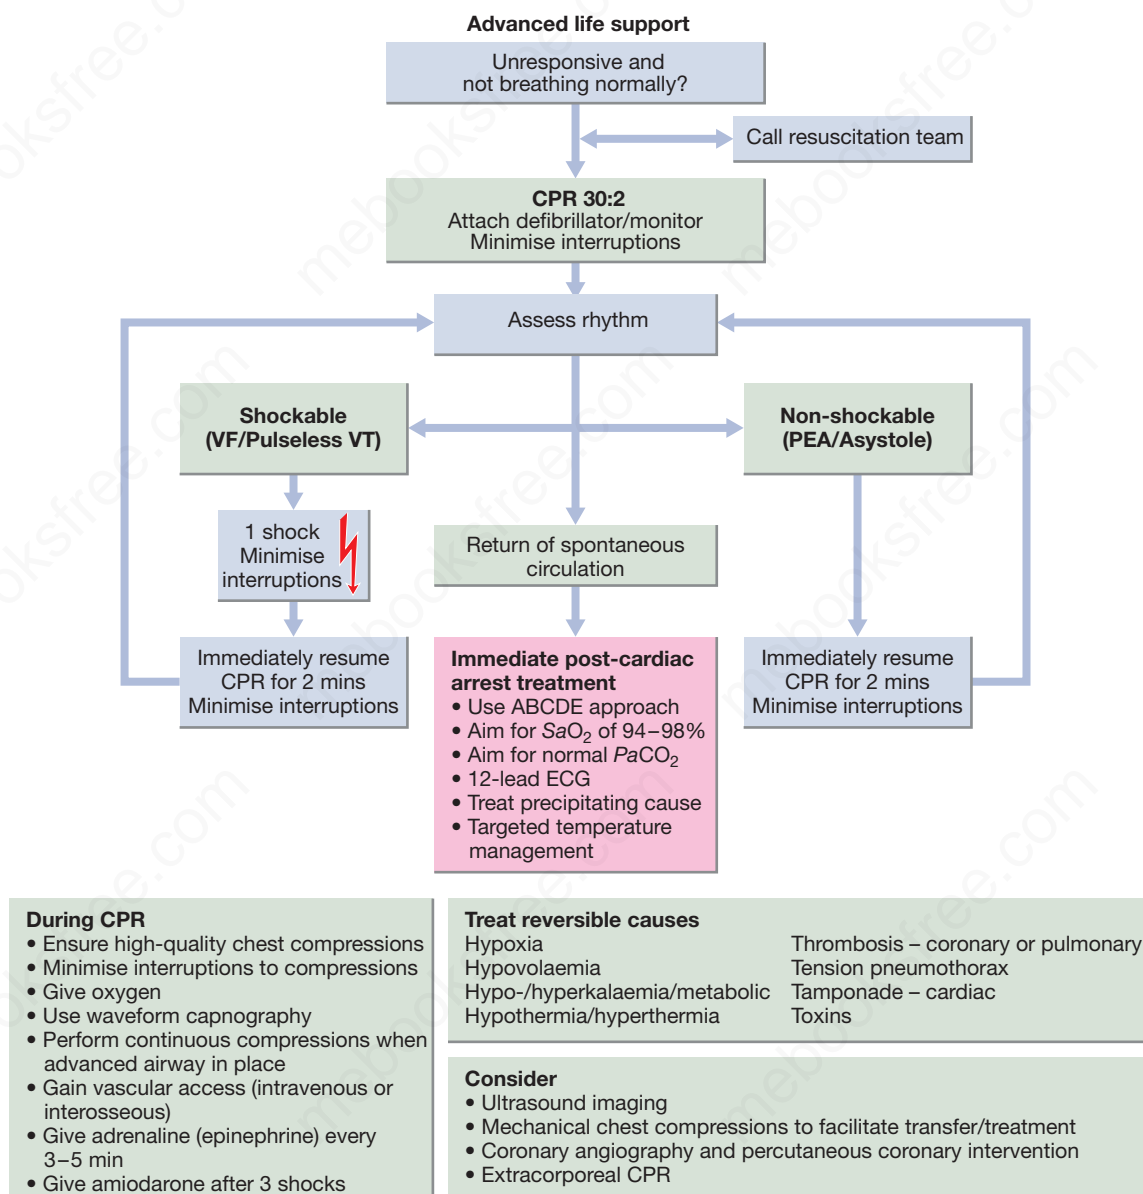 Advanced life support
Unresponsive and
not breathing normally?
Call resuscitation team
CPR 30:2
Attach defibrillator/monitor
Minimise interruptions
Assess rhythm
Shockable
(VF/Pulseless VT)
Non-shockable
(PEA/Asystole)
1 shock
Minimise
interruptions
Return of spontaneous
circulation
Immediately resume
CPR for 2 mins
Minimise interruptions
Immediate post-cardiac
arrest treatment
• Use ABCDE approach
• Aim for SaO₂ of 94–98%
• Aim for normal PaCO₂
• 12-lead ECG
• Treat precipitating cause
• Targeted temperature
management
Immediately resume
CPR for 2 mins
Minimise interruptions
During CPR
• Ensure high-quality chest compressions
• Minimise interruptions to compressions
• Give oxygen
• Use waveform capnography
• Perform continuous compressions when
advanced airway in place
• Gain vascular access (intravenous or
interosseous)
• Give adrenaline (epinephrine) every
3–5 min
• Give amiodarone after 3 shocks
Treat reversible causes
Hypoxia
Hypovolaemia
Hypo-/hyperkalaemia/metabolic
Hypothermia/hyperthermia
Thrombosis – coronary or pulmonary
Tension pneumothorax
Tamponade – cardiac
Toxins
Consider
• Ultrasound imaging
• Mechanical chest compressions to facilitate transfer/treatment
• Coronary angiography and percutaneous coronary intervention
• Extracorporeal CPR
mebooksfree.com
mebooksfree.com
mebooksfree.com
mebooksfree.com